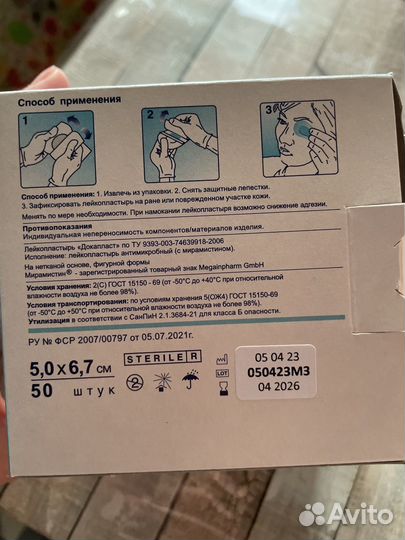 Способ применения
1
2
3
Способ применения: 1. Извлечь из упаковки. 2. Снять защитные лепестки.
3. Зафиксировать лейкопластырь на ране или поврежденном участке кожи.
Менять по мере необходимости. При намокании лейкопластыря возможно снижение адгезии.
Противопоказания
Индивидуальная непереносимость компонентов/материалов изделия.
Лейкопластырь «Докапласт» по ТУ 9393-003-74639918-2006
Исполнение: лейкопластырь антимикробный (с мирамистином).
На нетканой основе, фигурной формы
Мирамистин® - зарегистрированный товарный знак Megainpharm GmbH
Условия хранения: 2(С) ГОСТ 15150 - 69 (от -50°С до +40°С при относительной
влажности воздуха не более 98%).
Условия транспортирования: по условиям хранения 5(ОЖ4) ГОСТ 15150-69
(от -50°С до +50°С при относительной влажности воздуха не более 98%).
Утилизация в соответствии с СанПиН 2.1.3684-21 для класса Б опасности.
РУ № ФСР 2007/00797 от 05.07.2021г.
5,0 х 6,7 см
50 штук
STERILE R
2
LOT
05 04 23
050423М3
04 2026
Avito